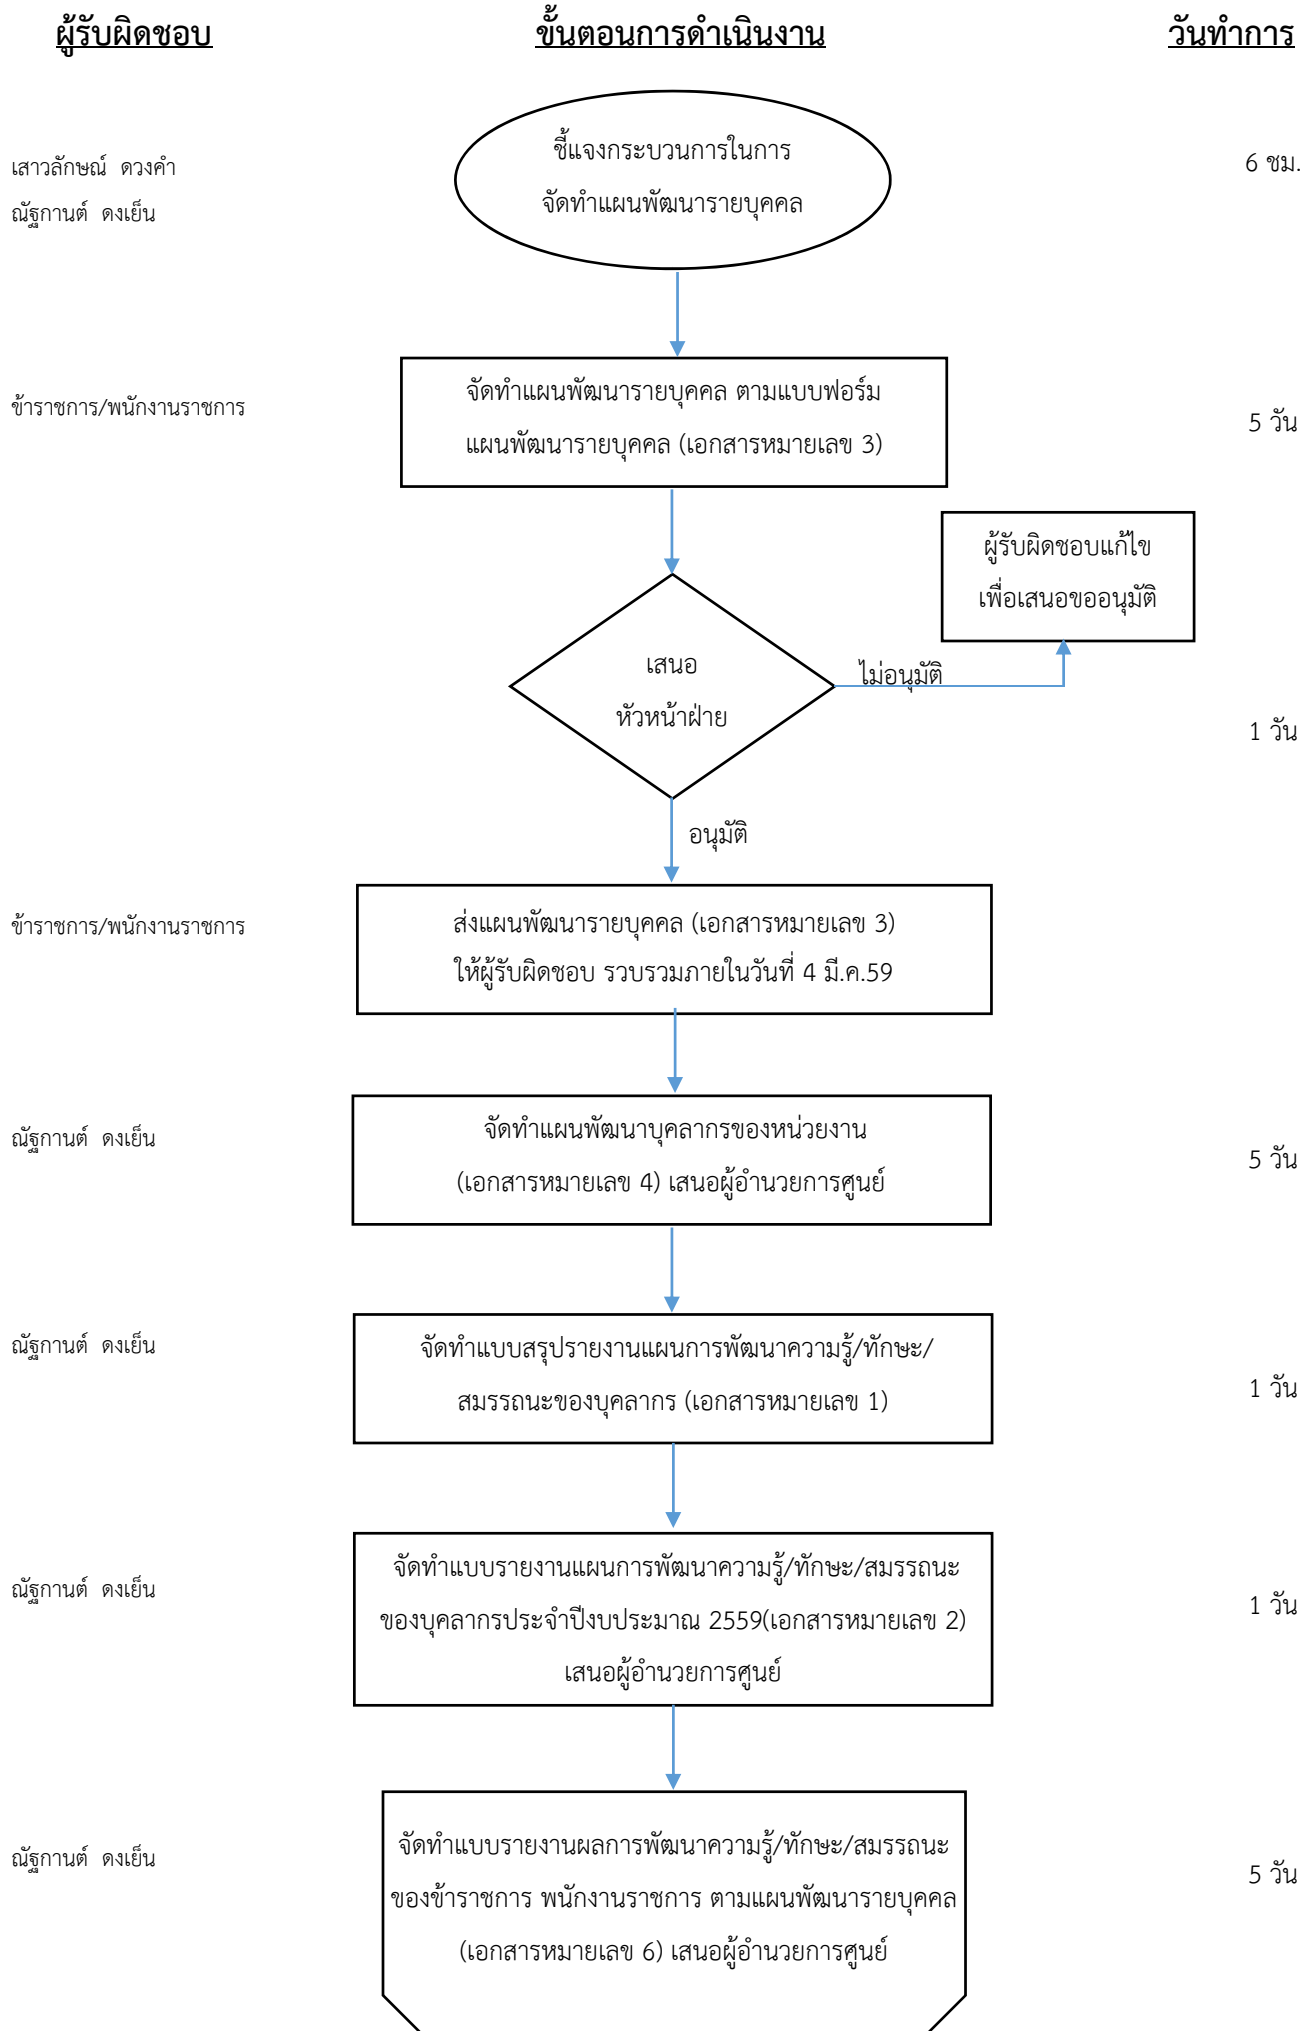 ผู้รับผิดชอบ ขั้นตอนการดำเนินงาน วันทำการ
ชี้แจงกระบวนการในการ
จัดทำแผนพัฒนารายบุคคล
เสาวลักษณ์ ดวงคำ
ณัฐกานต์ ดงเย็น
6 ชม.
ข้าราชการ/พนักงานราชการ
จัดทำแผนพัฒนารายบุคคล ตามแบบฟอร์ม
แผนพัฒนารายบุคคล (เอกสารหมายเลข 3)
5 วัน
ผู้รับผิดชอบแก้ไข
เพื่อเสนอขออนุมัติ
เสนอ
หัวหน้าฝ่าย
ไม่อนุมัติ
1 วัน
อนุมัติ
ข้าราชการ/พนักงานราชการ
ส่งแผนพัฒนารายบุคคล (เอกสารหมายเลข 3)
ให้ผู้รับผิดชอบ รวบรวมภายในวันที่ 4 มี.ค.59
ณัฐกานต์ ดงเย็น
จัดทำแผนพัฒนาบุคลากรของหน่วยงาน
(เอกสารหมายเลข 4) เสนอผู้อำนวยการศูนย์
5 วัน
ณัฐกานต์ ดงเย็น
จัดทำแบบสรุปรายงานแผนการพัฒนาความรู้/ทักษะ/
สมรรถนะของบุคลากร (เอกสารหมายเลข 1)
1 วัน
ณัฐกานต์ ดงเย็น
จัดทำแบบรายงานแผนการพัฒนาความรู้/ทักษะ/สมรรถนะ
ของบุคลากรประจำปีงบประมาณ 2559(เอกสารหมายเลข 2)
เสนอผู้อำนวยการศูนย์
1 วัน
ณัฐกานต์ ดงเย็น
จัดทำแบบรายงานผลการพัฒนาความรู้/ทักษะ/สมรรถนะ
ของข้าราชการ พนักงานราชการ ตามแผนพัฒนารายบุคคล
(เอกสารหมายเลข 6) เสนอผู้อำนวยการศูนย์
5 วัน